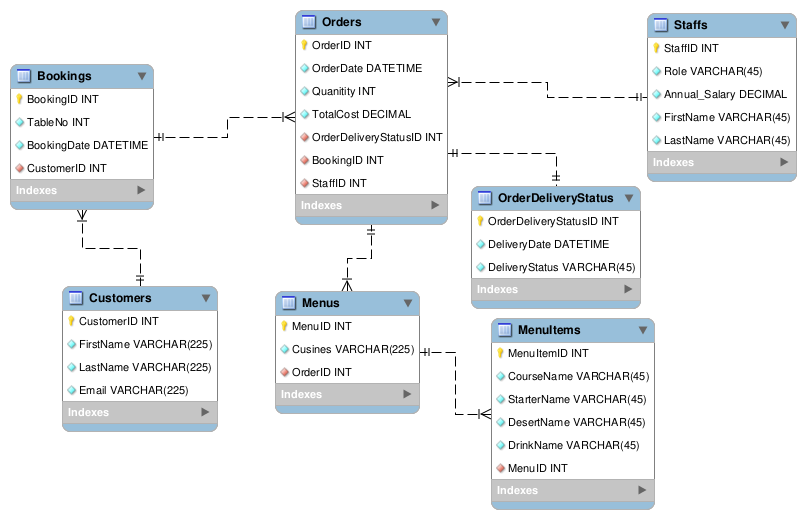 Orders
OrderID INT
OrderDate DATETIME
Quanitity INT
TotalCost DECIMAL
OrderDeliveryStatusID INT
BookingID INT
StaffID INT
Indexes
Staffs
StaffID INT
Role VARCHAR(45)
Annual_Salary DECIMAL
FirstName VARCHAR(45)
LastName VARCHAR(45)
Indexes
Bookings
BookingID INT
TableNo INT
BookingDate DATETIME
CustomerID INT
Indexes
OrderDeliveryStatus
OrderDeliveryStatusID INT
DeliveryDate DATETIME
DeliveryStatus VARCHAR(45)
Indexes
Customers
CustomerID INT
FirstName VARCHAR(225)
LastName VARCHAR(225)
Email VARCHAR(225)
Indexes
Menus
MenuID INT
Cusines VARCHAR(225)
OrderID INT
Indexes
MenuItems
MenuItemID INT
CourseName VARCHAR(45)
StarterName VARCHAR(45)
DesertName VARCHAR(45)
DrinkName VARCHAR(45)
MenuID INT
Indexes